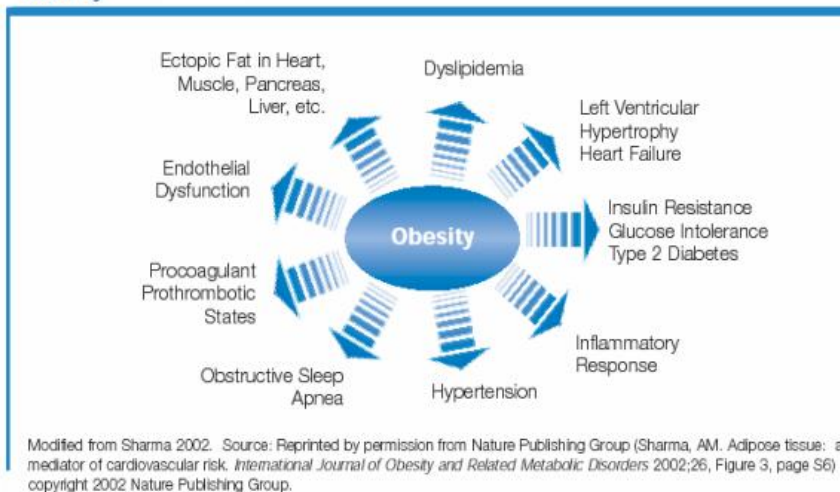 Ectopic Fat in Heart,
Muscle, Pancreas,
Liver, etc.
Dyslipidemia
Left Ventricular
Hypertrophy
Heart Failure
Endothelial
Dysfunction
Insulin Resistance
Glucose Intolerance
Type 2 Diabetes
Obesity
Procoagulant
Prothrombotic
States
Inflammatory
Response
Obstructive Sleep
Apnea
Hypertension
Modified from Sharma 2002. Source: Reprinted by permission from Nature Publishing Group (Sharma, AM. Adipose tissue: a
mediator of cardiovascular risk. International Journal of Obesity and Related Metabolic Disorders 2002;26, Figure 3, page S6)
copyright 2002 Nature Publishing Group.